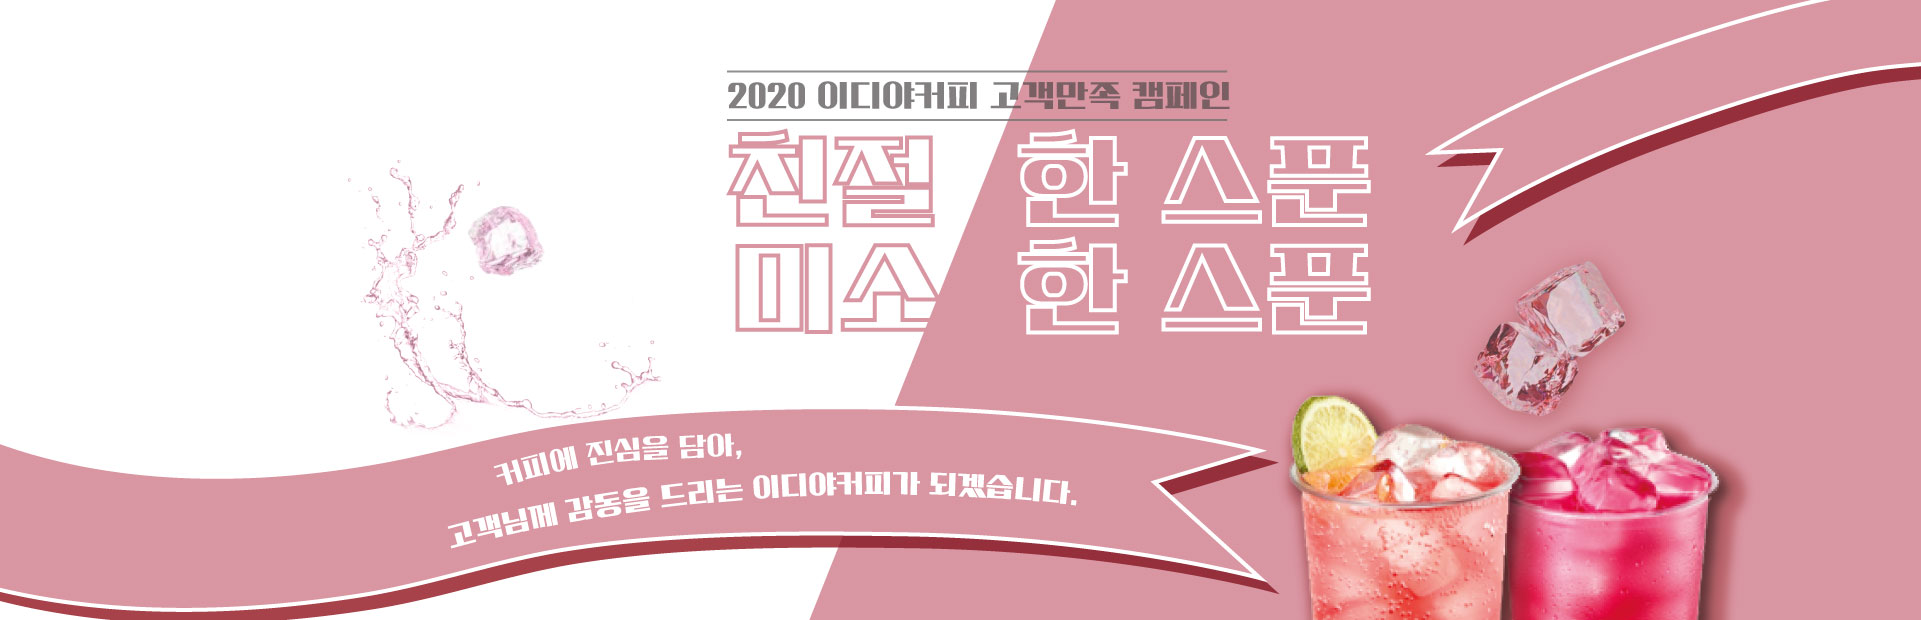 2020 이디야커피 고객만족 캠페인
친절 한 스푼
미소 한 스푼
커피에 진심을 담아,
고객님께 감동을 드리는 이디야커피가 되겠습니다.